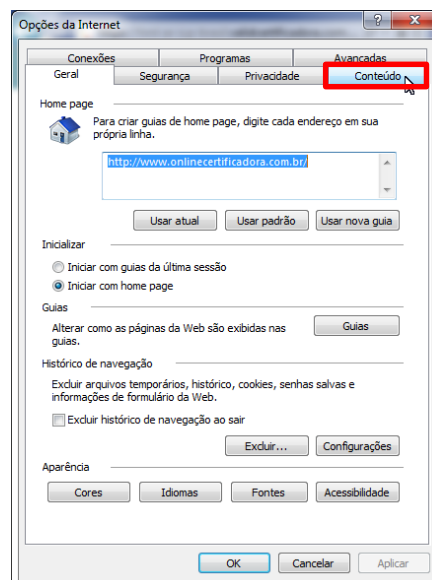 Opções da Internet
Conexões Programas Avançadas
Geral Segurança Privacidade Conteúdo
Home page
Para criar guias de home page, digite cada endereço em sua
própria linha.
http://www.onlinecertificadora.com.br/
Usar atual Usar padrão Usar nova guia
Inicializar
Iniciar com guias da última sessão
Iniciar com home page
Guias
Alterar como as páginas da Web são exibidas nas
guias.
Guias
Histórico de navegação
Excluir arquivos temporários, histórico, cookies, senhas salvas e
informações de formulário da Web.
Excluir histórico de navegação ao sair
Excluir... Configurações
Aparência
Cores Idiomas Fontes Acessibilidade
OK Cancelar Aplicar